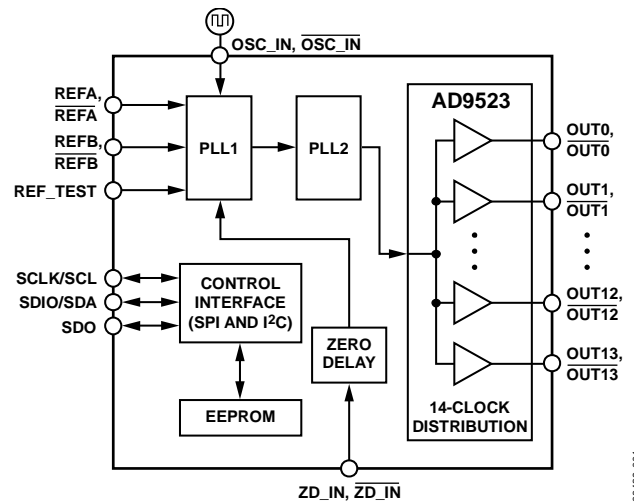 OSC_IN, OSC_IN
REFA,
REFA
REFB,
REFB
REF_TEST
PLL1
PLL2
AD9523
OUT0,
OUT0
OUT1,
OUT1
OUT12,
OUT12
OUT13,
OUT13
14-CLOCK
DISTRIBUTION
SCLK/SCL
SDIO/SDA
SDO
CONTROL
INTERFACE
(SPI AND I²C)
EEPROM
ZERO
DELAY
ZD_IN, ZD_IN